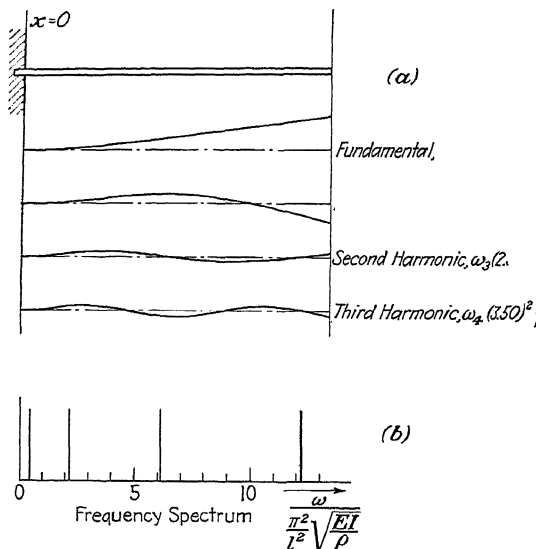 x=0
(a)
Fundamental,
Second Harmonic, ω₃(2.
Third Harmonic, ω₄ (3.50)²
(b)
0 5 10 ω
Frequency Spectrum π²/l² √EI/ρ